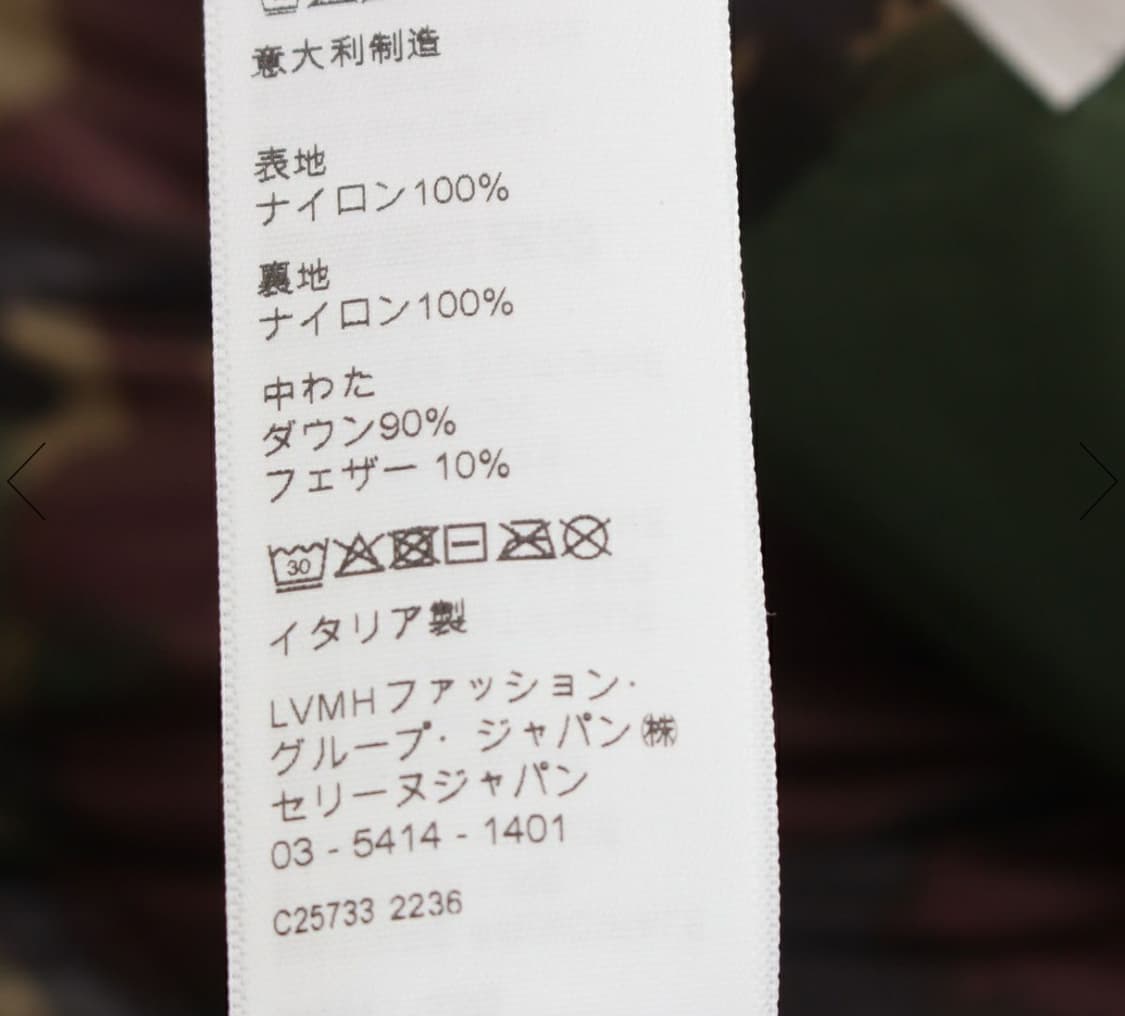 意大利制造
表地
ナイロン100%
裏地
ナイロン100%
中わた
ダウン90%
フェザー 10%
30
イタリア製
LVMHファッション・
グループ・ ジャパン㈱
セリーヌジャパン
03 - 5414 - 1401
C25733 2236